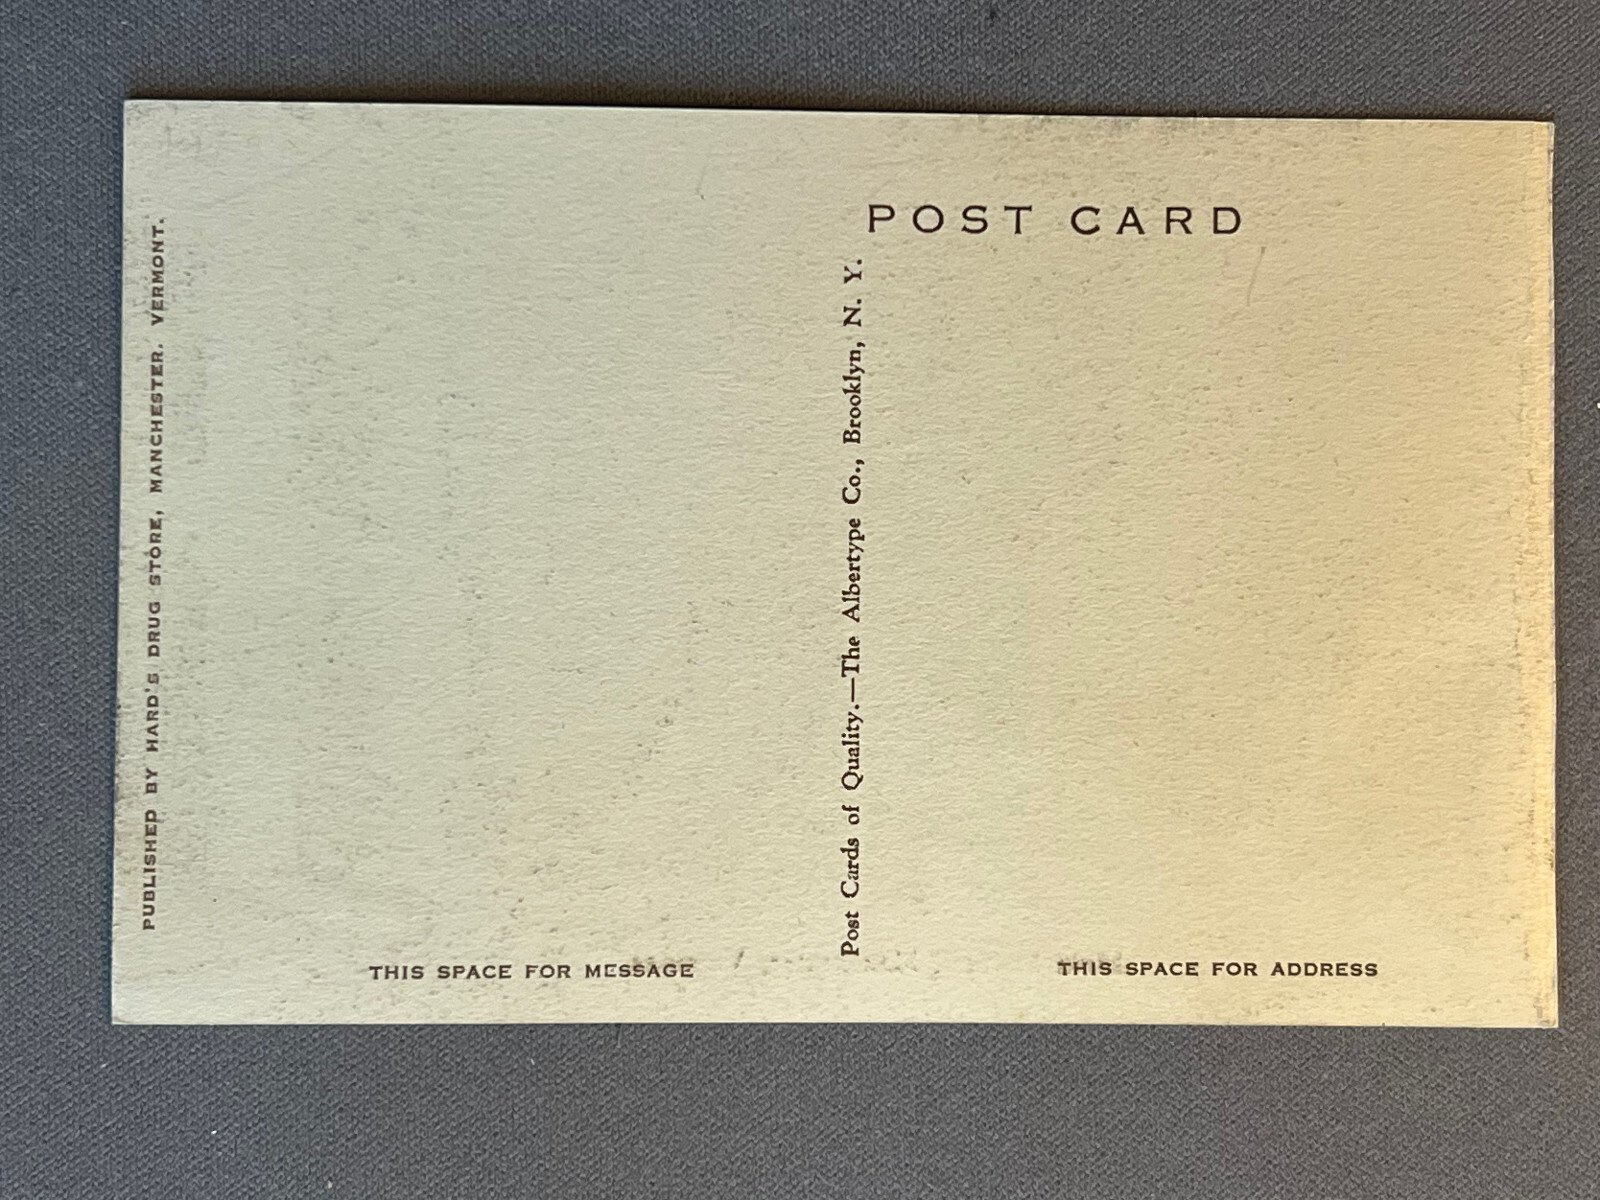 POST CARD
PUBLISHED BY HARD'S DRUG STORE, MANCHESTER. VERMONT.
Post Cards of Quality.—The Albertype Co., Brooklyn, N. Y.
THIS SPACE FOR MESSAGE
THIS SPACE FOR ADDRESS